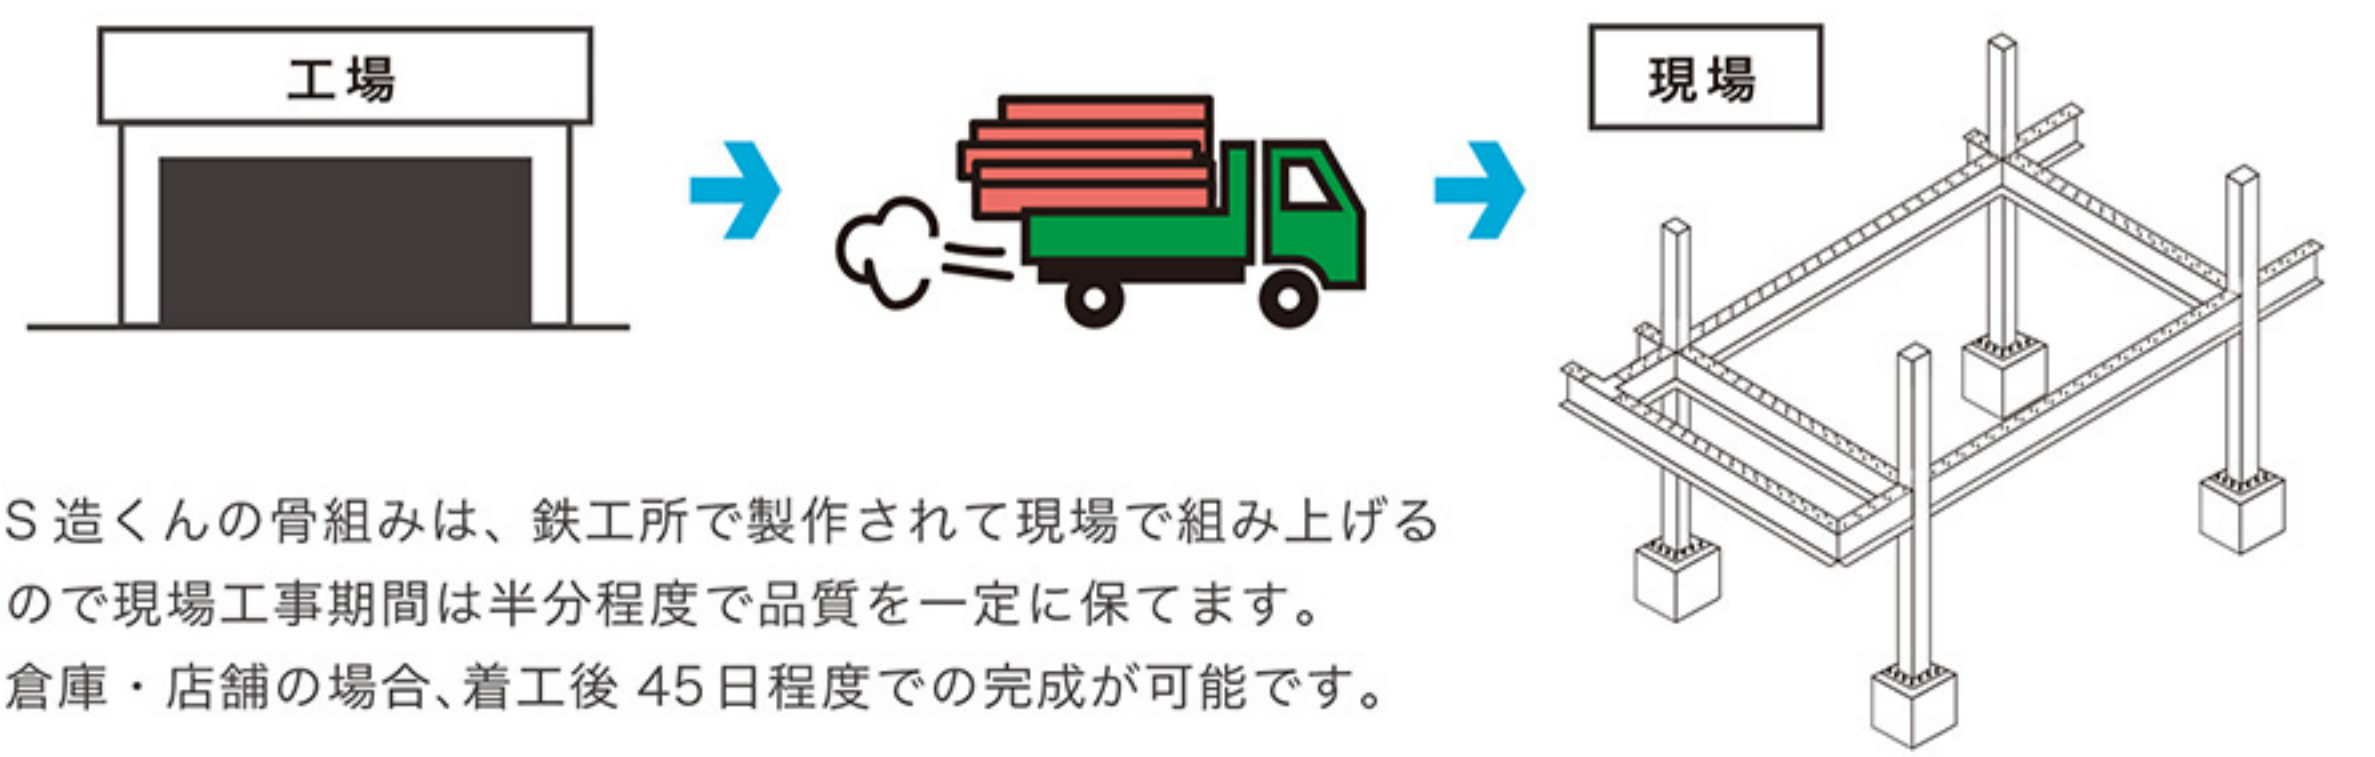 工場
現場
S造くんの骨組みは、鉄工所で製作されて現場で組み上げる
ので現場工事期間は半分程度で品質を一定に保てます。
倉庫・店舗の場合、着工後45日程度での完成が可能です。